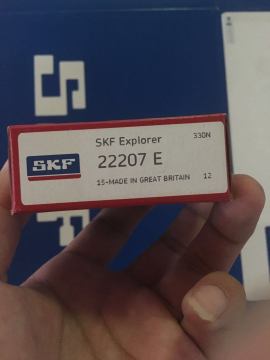 SKF Explorer 330N
SKF
22207 E
15-MADE IN GREAT BRITAIN 12